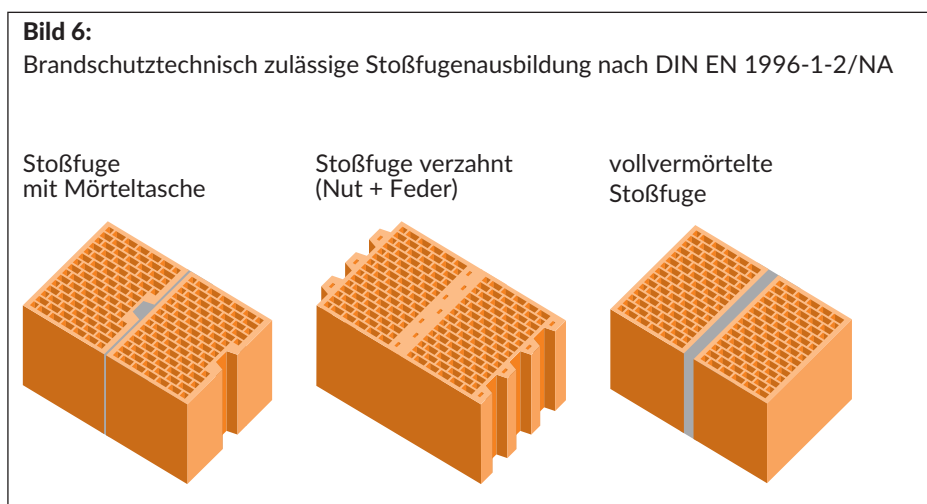 Bild 6:
Brandschutztechnisch zulässige Stoßfugenausbildung nach DIN EN 1996-1-2/NA
Stoßfuge
mit Mörteltasche
Stoßfuge verzahnt
(Nut + Feder)
vollvermörtelte
Stoßfuge